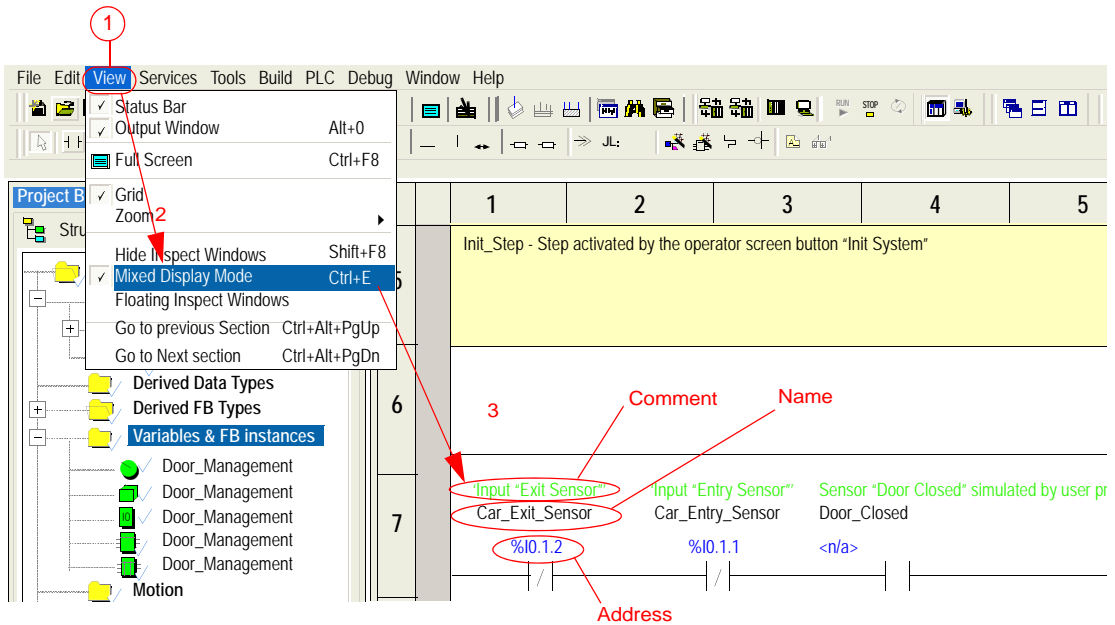 1
File Edit View Services Tools Build PLC Debug Window Help
RUN STOP
Status Bar
Output Window Alt+0
Full Screen Ctrl+F8
Grid
Zoom
2
Hide Inspect Windows Shift+F8
Mixed Display Mode Ctrl+E
Floating Inspect Windows
Go to previous Section Ctrl+Alt+PgUp
Go to Next section Ctrl+Alt+PgDn
Project B
Stru
Derived Data Types
Derived FB Types
Variables & FB instances
Door_Management
Door_Management
Door_Management
Door_Management
Door_Management
Motion
1 2 3 4 5
5
Init_Step - Step activated by the operator screen button “Init System”
6
3
Comment
Name
7
'Input “Exit Sensor”' 'Input “Entry Sensor”' Sensor “Door Closed” simulated by user pr
Car_Exit_Sensor Car_Entry_Sensor Door_Closed
%I0.1.2 %I0.1.1 <n/a>
Address